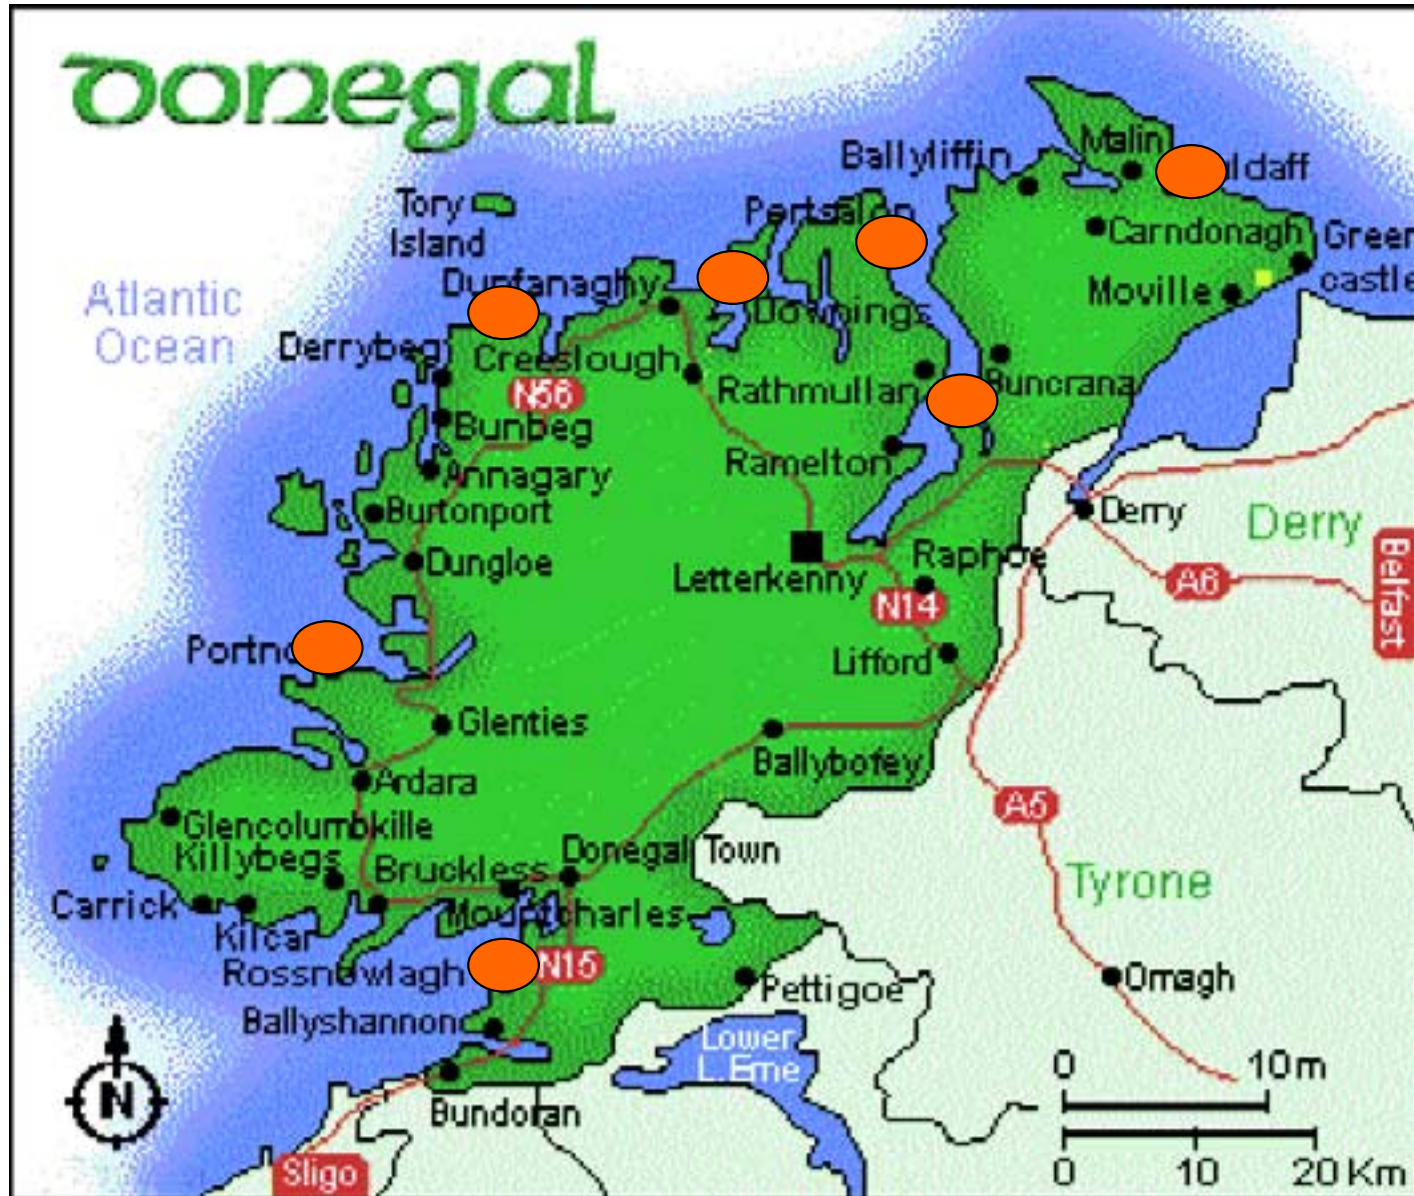 Donegal
Malin
Ballyliffin
Tory
Island
Portsalon
Carndonagh
Green
castle
Dunfanaghy
Atlantic
Ocean
Moville
Downings
Derrybeg
Creeslough
N56
Rathmullan
Buncrana
Bunbeg
Ramelton
Annagary
Burtonport
Derry
Derry
Belfast
Dungloe
Letterkenny
Raphoe
A6
N14
Lifford
Glenties
Ballybofey
Ardara
A5
Glencolumbkille
Killybegs
Bruckless
Donegal Town
Tyrone
Carrick
Kilcar
Mountcharles
Rossnowlagh
N15
Pettigoe
Omagh
Ballyshannon
Lower
L.Erne
0 10m
N
Bundoran
Sligo
0 10 20 Km